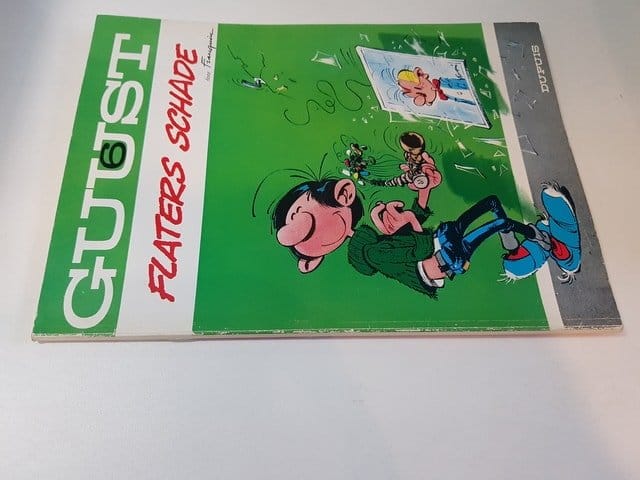 GUUST
6
FLATERS SCHADE
door Franquin
DUPUIS